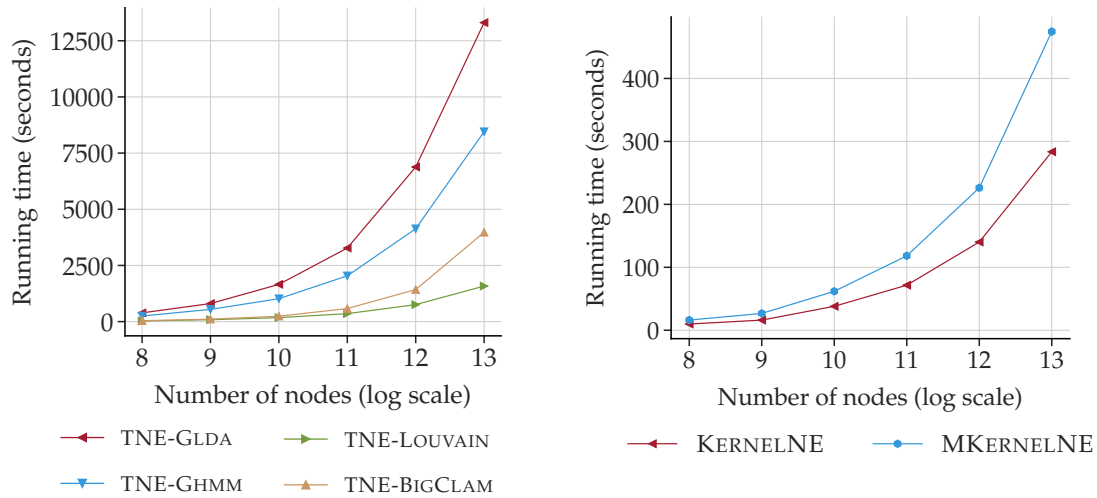 Running time (seconds)
12500
10000
7500
5000
2500
0
8 9 10 11 12 13
Number of nodes (log scale)
TNE-GLDA
TNE-LOUVAIN
TNE-GHMM
TNE-BIGCLAM
Running time (seconds)
400
300
200
100
0
8 9 10 11 12 13
Number of nodes (log scale)
KERNELNE
MKERNELNE